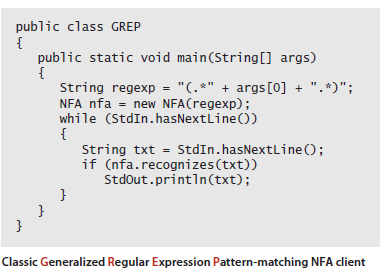 public class GREP
{
public static void main(String[] args)
{
String regexp = "(.*" + args[0] + ".*)";
NFA nfa = new NFA(regexp);
while (StdIn.hasNextLine())
{
String txt = StdIn.hasNextLine();
if (nfa.recognizes(txt))
StdOut.println(txt);
}
}
}
Classic Generalized Regular Expression Pattern-matching NFA client